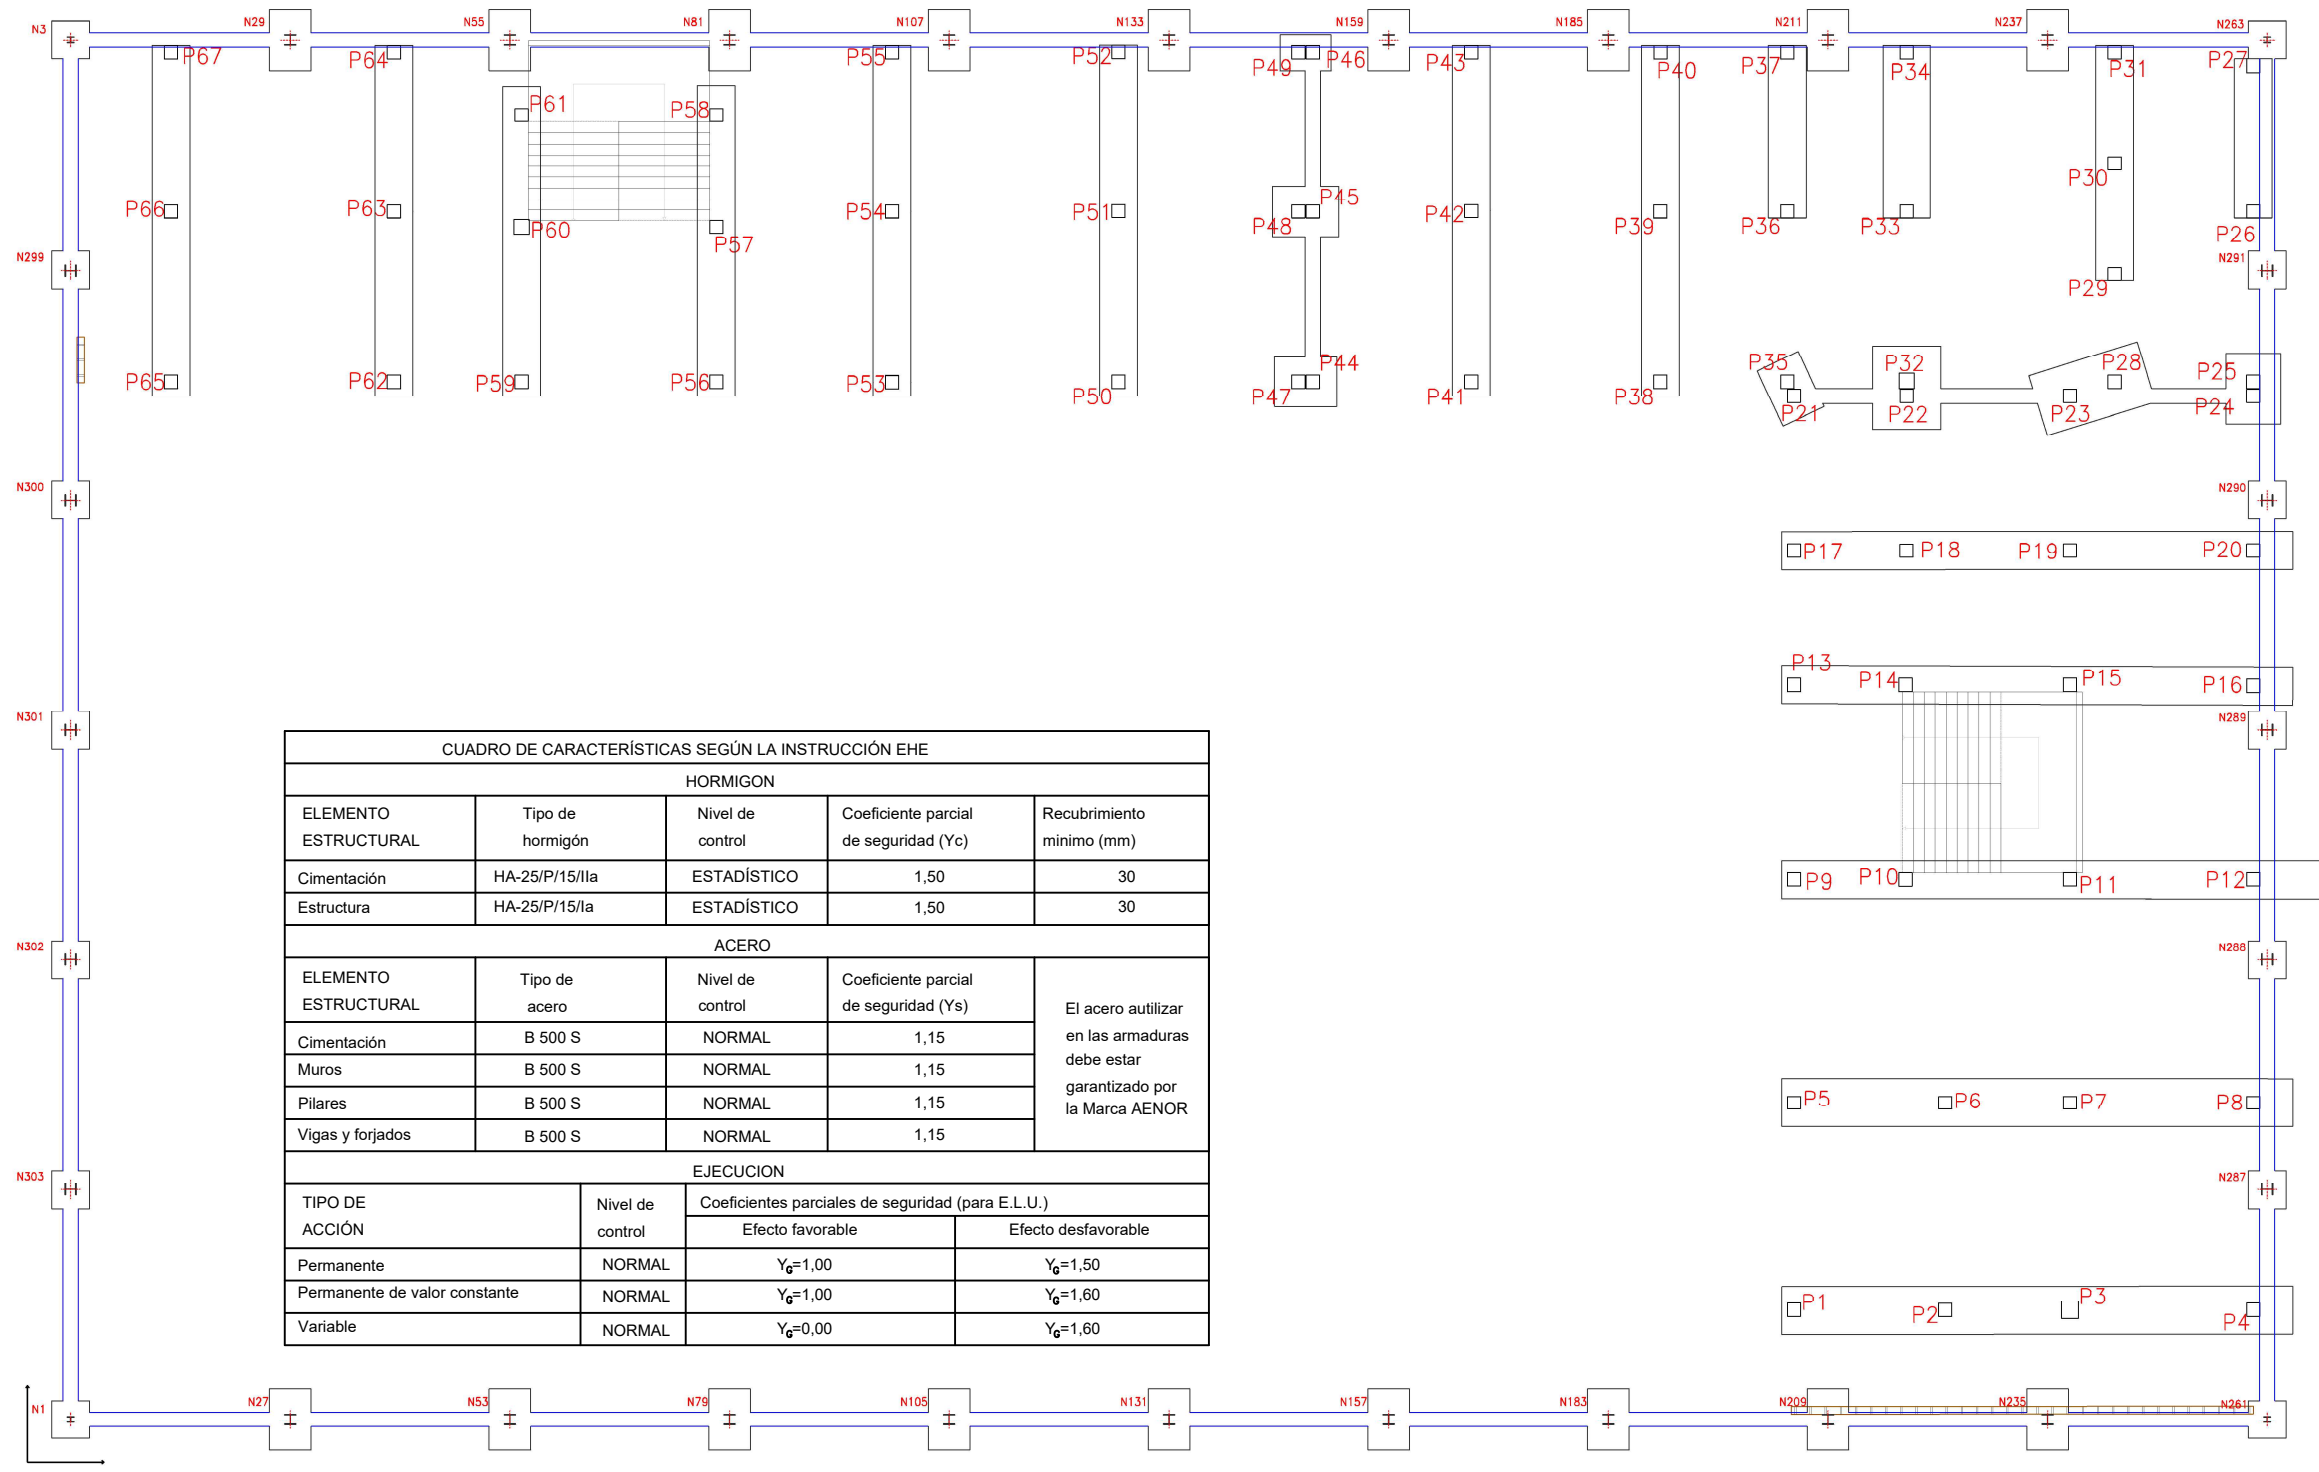 N3 N29 N55 N81 N107 N133 N159 N185 N211 N237 N263
P67 P64 P55 P52 P49 P46 P43 P40 P37 P34 P31 P27
P61 P58
P66 P63 P54 P51 P48 P45 P42 P39 P36 P33 P30 P26
P60 P57
N299 N291
P29
P65 P62 P59 P56 P53 P50 P47 P44 P41 P38 P35 P32 P28 P25
P21 P22 P23 P24
N300 N290
P17 P18 P19 P20
P13 P14 P15 P16
N301 N289
CUADRO DE CARACTERÍSTICAS SEGÚN LA INSTRUCCIÓN EHE
HORMIGON
ELEMENTO Tipo de Nivel de Coeficiente parcial Recubrimiento
ESTRUCTURAL hormigón control de seguridad (Yc) minimo (mm)
Cimentación HA-25/P/15/IIa ESTADÍSTICO 1,50 30
Estructura HA-25/P/15/Ia ESTADÍSTICO 1,50 30
P9 P10 P11 P12
ACERO
N302 N288
ELEMENTO Tipo de Nivel de Coeficiente parcial
ESTRUCTURAL acero control de seguridad (Ys)
El acero autilizar
en las armaduras
debe estar
garantizado por
la Marca AENOR
Cimentación B 500 S NORMAL 1,15
Muros B 500 S NORMAL 1,15
Pilares B 500 S NORMAL 1,15
Vigas y forjados B 500 S NORMAL 1,15
P5 P6 P7 P8
EJECUCION
N303 N287
TIPO DE Nivel de Coeficientes parciales de seguridad (para E.L.U.)
ACCIÓN control Efecto favorable Efecto desfavorable
Permanente NORMAL YG=1,00 YG=1,50
Permanente de valor constante NORMAL YG=1,00 YG=1,60
Variable NORMAL YG=0,00 YG=1,60
P1 P2 P3 P4
N1 N27 N53 N79 N105 N131 N157 N183 N209 N235 N261